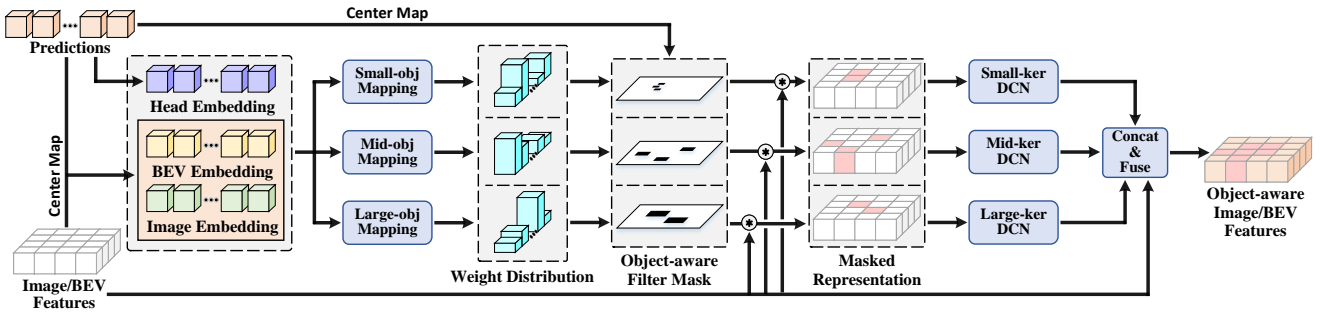 Center Map
Predictions
Center Map
Head Embedding
BEV Embedding
Image Embedding
Image/BEV
Features
Small-obj
Mapping
Mid-obj
Mapping
Large-obj
Mapping
Weight Distribution
Object-aware
Filter Mask
Masked
Representation
Small-ker
DCN
Mid-ker
DCN
Large-ker
DCN
Concat
&
Fuse
Object-aware
Image/BEV
Features